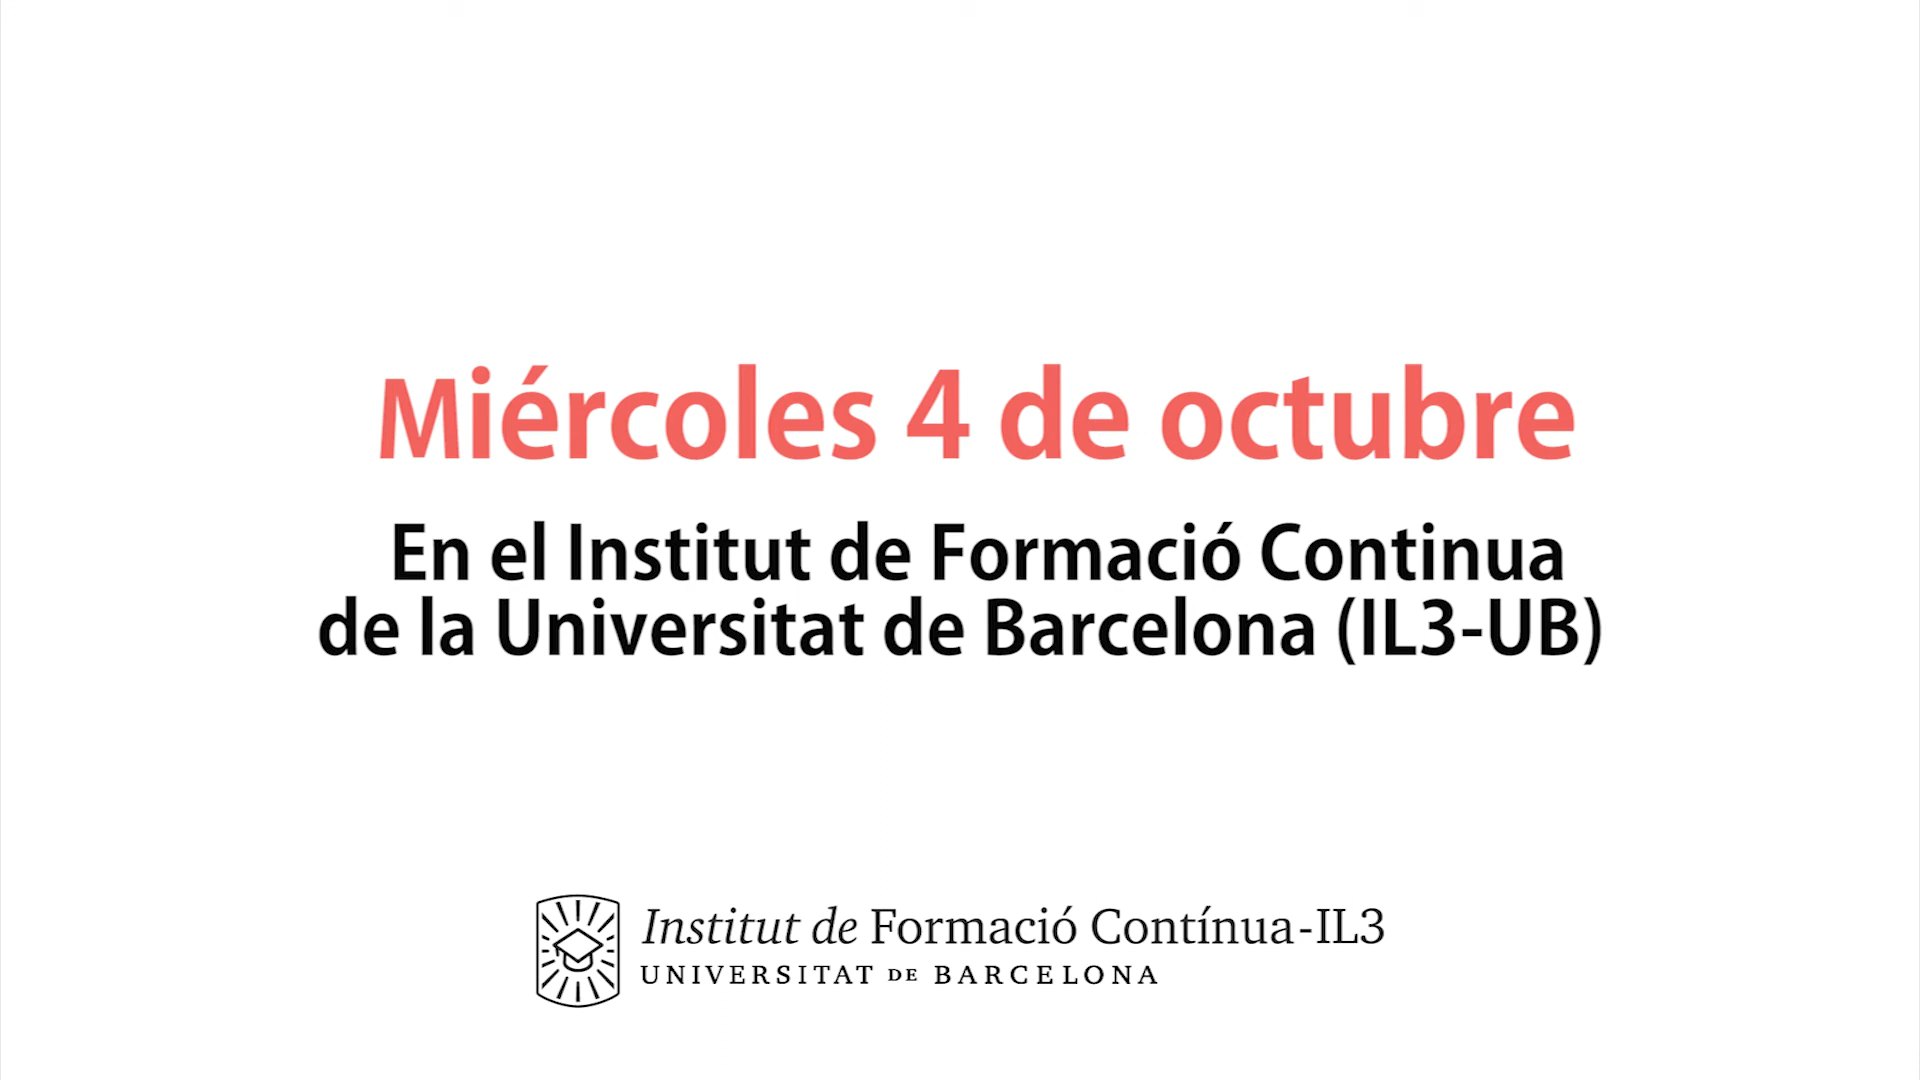 Miércoles 4 de octubre
En el Institut de Formació Continua
de la Universitat de Barcelona (IL3-UB)
Institut de Formació Contínua-IL3
UNIVERSITAT DE BARCELONA